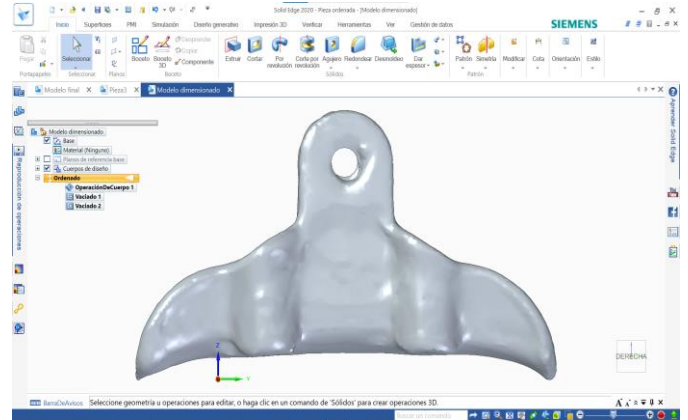 Solid Edge 2020 - Pieza ordenada - [Modelo dimensionado]
Inicio Superficies PMI Simulación Diseño generativo Impresión 3D Verificar Herramientas Ver Gestión de datos SIEMENS
Pegar Seleccionar Boceto Boceto 3D Desprender Copiar Componente Extruir Cortar Por revolución Corte por revolución Agujero Redondear Desmoldeo Dar espesor Patrón Simetría Modificar Cota Orientación Estilo
Portapapeles Seleccionar Planos Boceto Sólidos Patrón
Modelo final X Pieza3 X Modelo dimensionado X
Modelo dimensionado
Base
Material (Ninguno)
Planos de referencia base
Cuerpos de diseño
Ordenado
OperaciónDeCuerpo 1
Vaciado 1
Vaciado 2
Reproducción de operaciones
Aprender Solid Edge
Z
Y
DERECHA
BarraDeAvisos Seleccione geometría u operaciones para editar, o haga clic en un comando de 'Sólidos' para crear operaciones 3D.
Buscar un comando